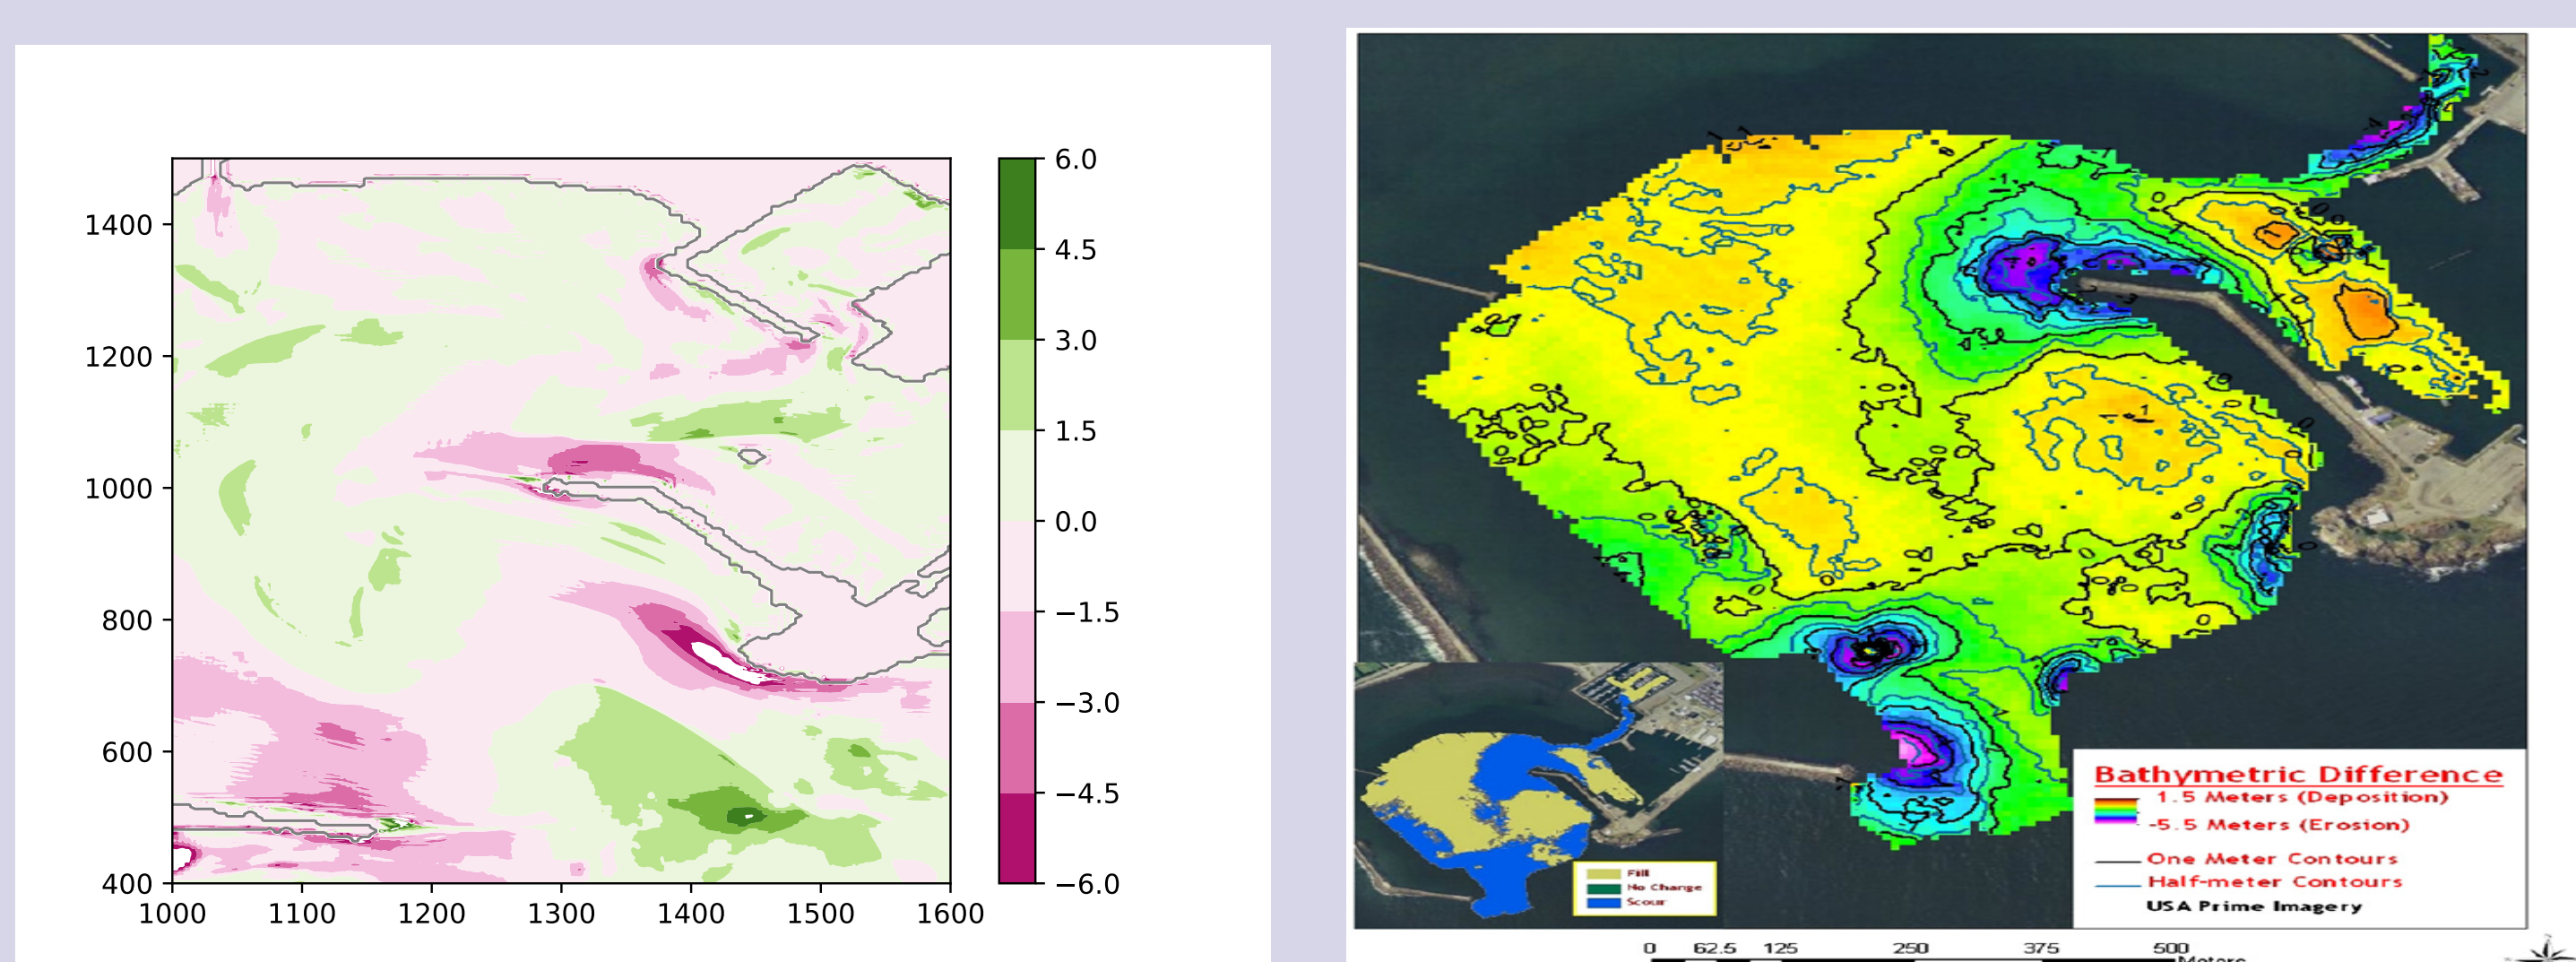 6.0
4.5
3.0
1.5
0.0
−1.5
−3.0
−4.5
−6.0
1400
1200
1000
800
600
400
1000 1100 1200 1300 1400 1500 1600
Bathymetric Difference
1.5 Meters (Deposition)
-5.5 Meters (Erosion)
One Meter Contours
Half-meter Contours
USA Prime Imagery
Fill
No Change
Scour
0 62.5 125 250 375 500
Meters